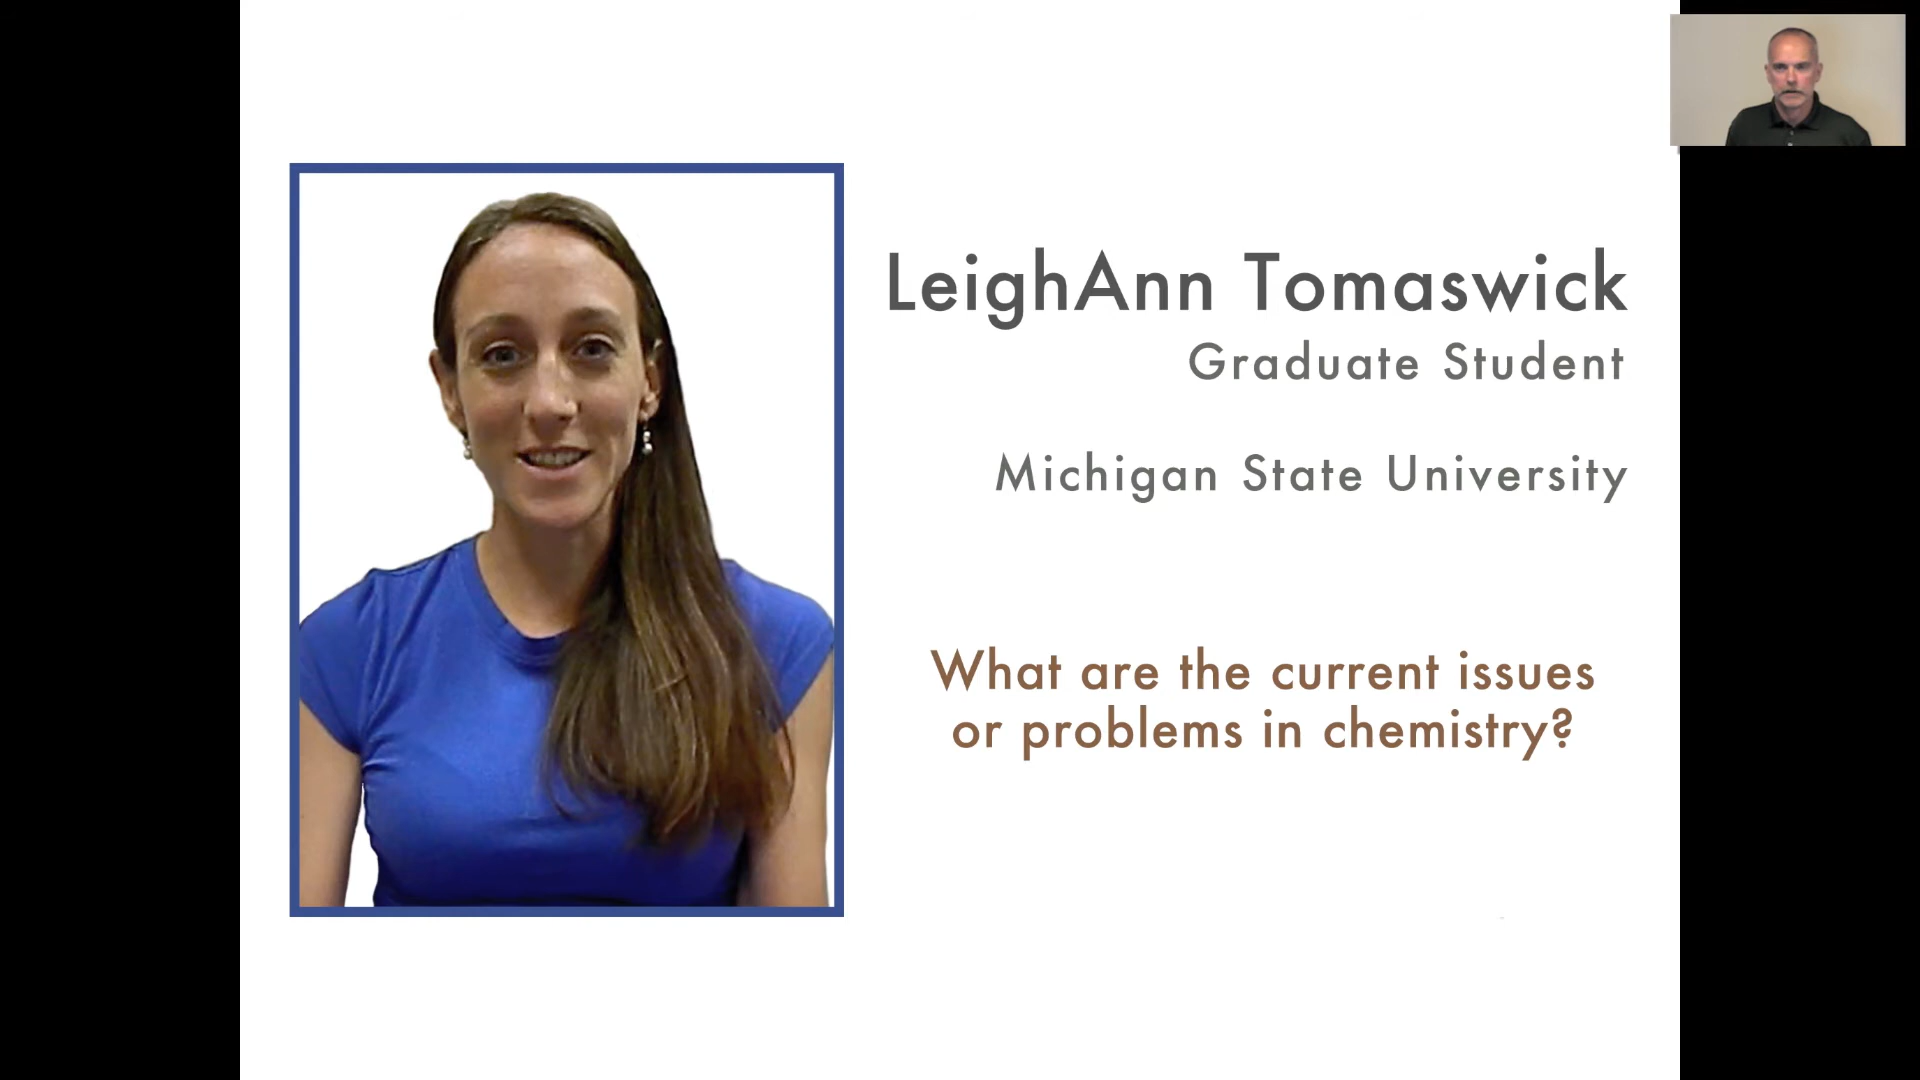 LeighAnn Tomaswick
Graduate Student
Michigan State University
What are the current issues
or problems in chemistry?